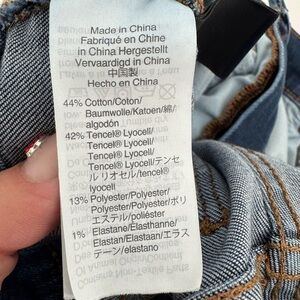 Made in China
Fabriqué en Chine
in China Hergestellt
Vervaardigd in China
中国製
Hecho en China
44% Cotton/Coton/
Baumwolle/Katoen/綿/
algodón
42% Tencel® Lyocell/
Tencel® Lyocell/
Tencel® Lyocell/
Tencel® Lyocell/テンセ
ル リオセル/tencel®
lyocell
13% Polyester/Polyester/
Polyester/Polyester/ポリ
エステル/poliéster
1% Elastane/Élasthanne/
Elastan/Elastaan/エラス
テーン/elastano